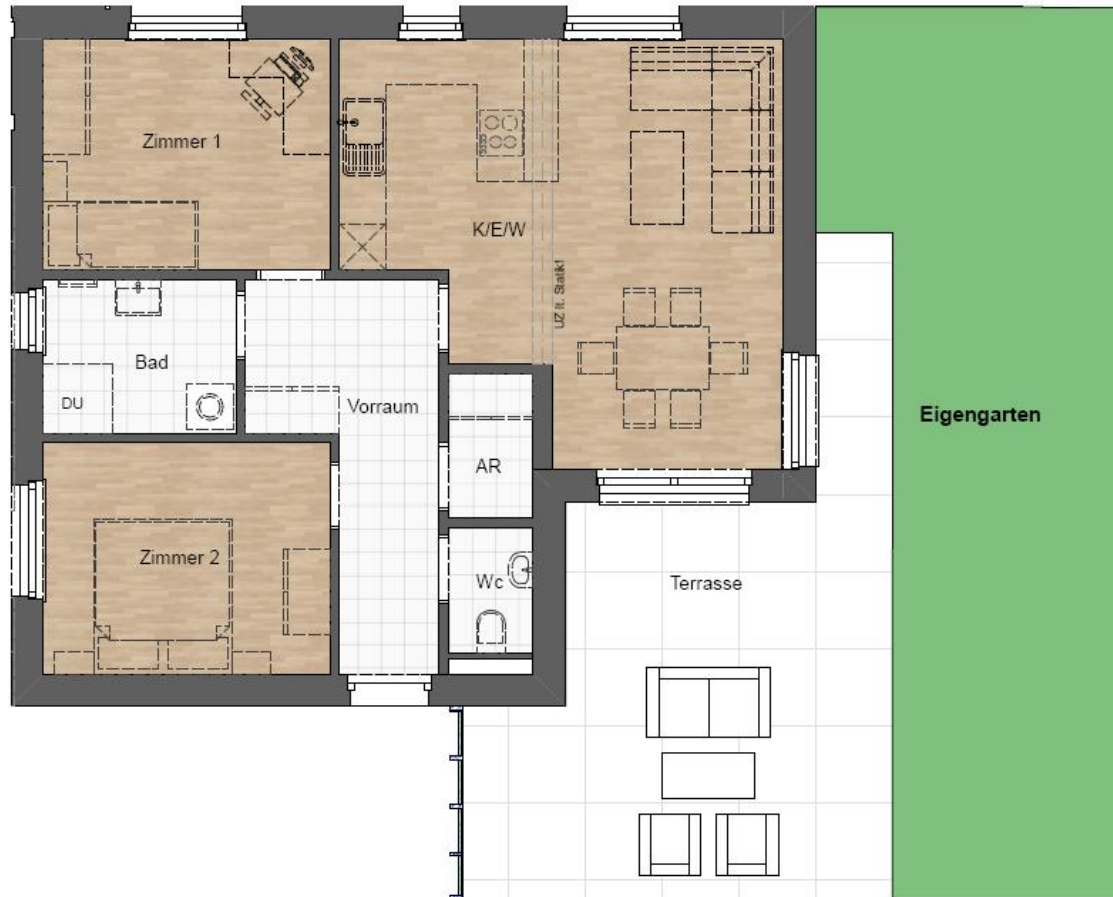 Zimmer 1
K/E/W
UZ lt. Statik!
Bad
DU
Vorraum
Eigengarten
AR
Zimmer 2
Wc
Terrasse